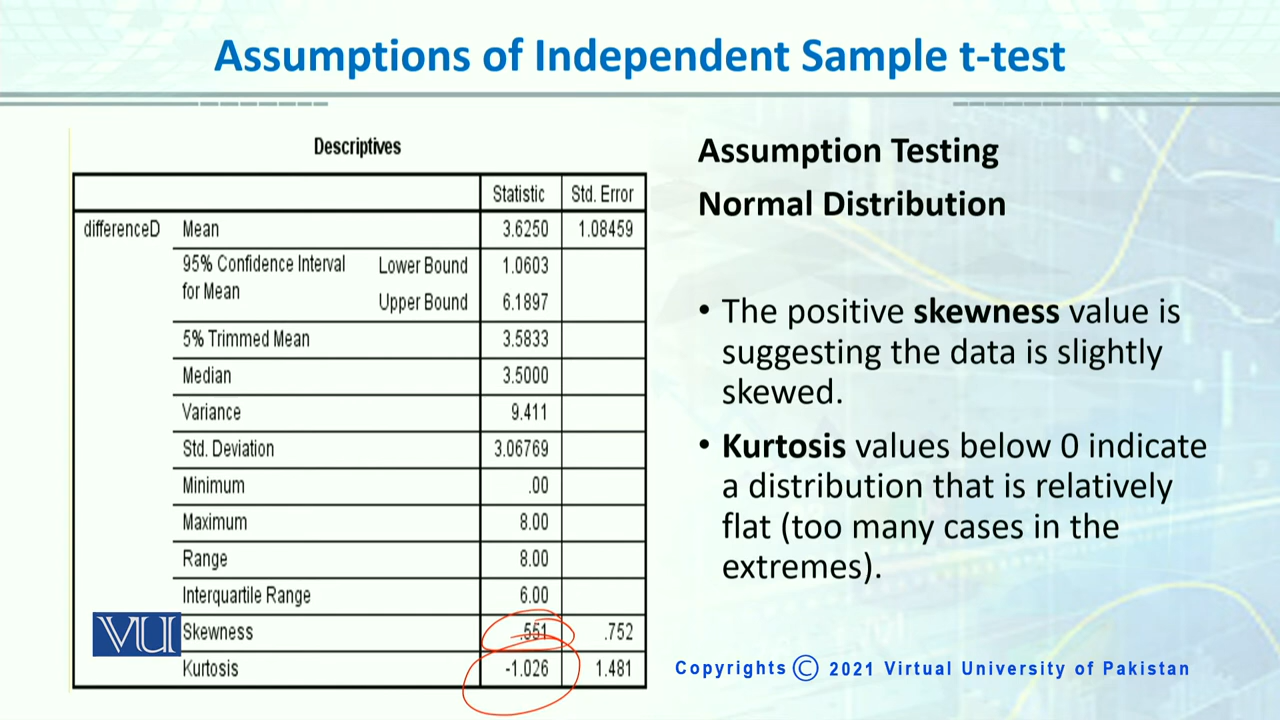 Assumptions of Independent Sample t-test
Descriptives
Statistic Std. Error
differenceD Mean 3.6250 1.08459
95% Confidence Interval for Mean Lower Bound 1.0603
Upper Bound 6.1897
5% Trimmed Mean 3.5833
Median 3.5000
Variance 9.411
Std. Deviation 3.06769
Minimum .00
Maximum 8.00
Range 8.00
Interquartile Range 6.00
Skewness .551 .752
Kurtosis -1.026 1.481
VU
Assumption Testing
Normal Distribution
• The positive skewness value is
suggesting the data is slightly
skewed.
• Kurtosis values below 0 indicate
a distribution that is relatively
flat (too many cases in the
extremes).
Copyrights © 2021 Virtual University of Pakistan